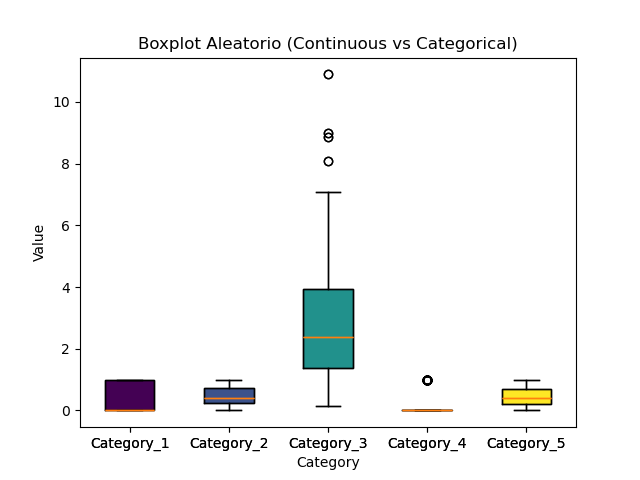 Boxplot Aleatorio (Continuous vs Categorical)
10
8
6
4
2
0
Value
Category_1 Category_2 Category_3 Category_4 Category_5
Category